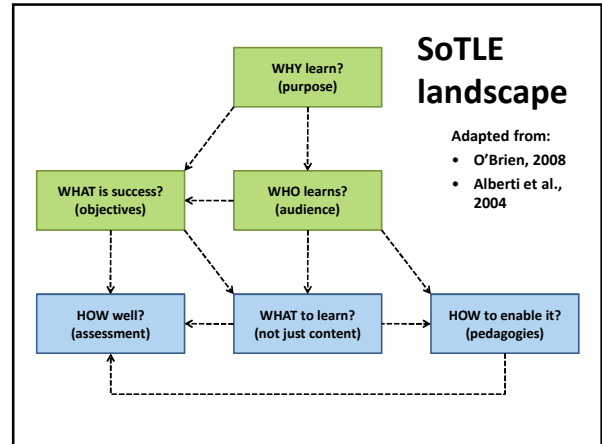 SoTLE
landscape
Adapted from:
• O’Brien, 2008
• Alberti et al.,
2004
WHY learn?
(purpose)
WHAT is success?
(objectives)
WHO learns?
(audience)
HOW well?
(assessment)
WHAT to learn?
(not just content)
HOW to enable it?
(pedagogies)